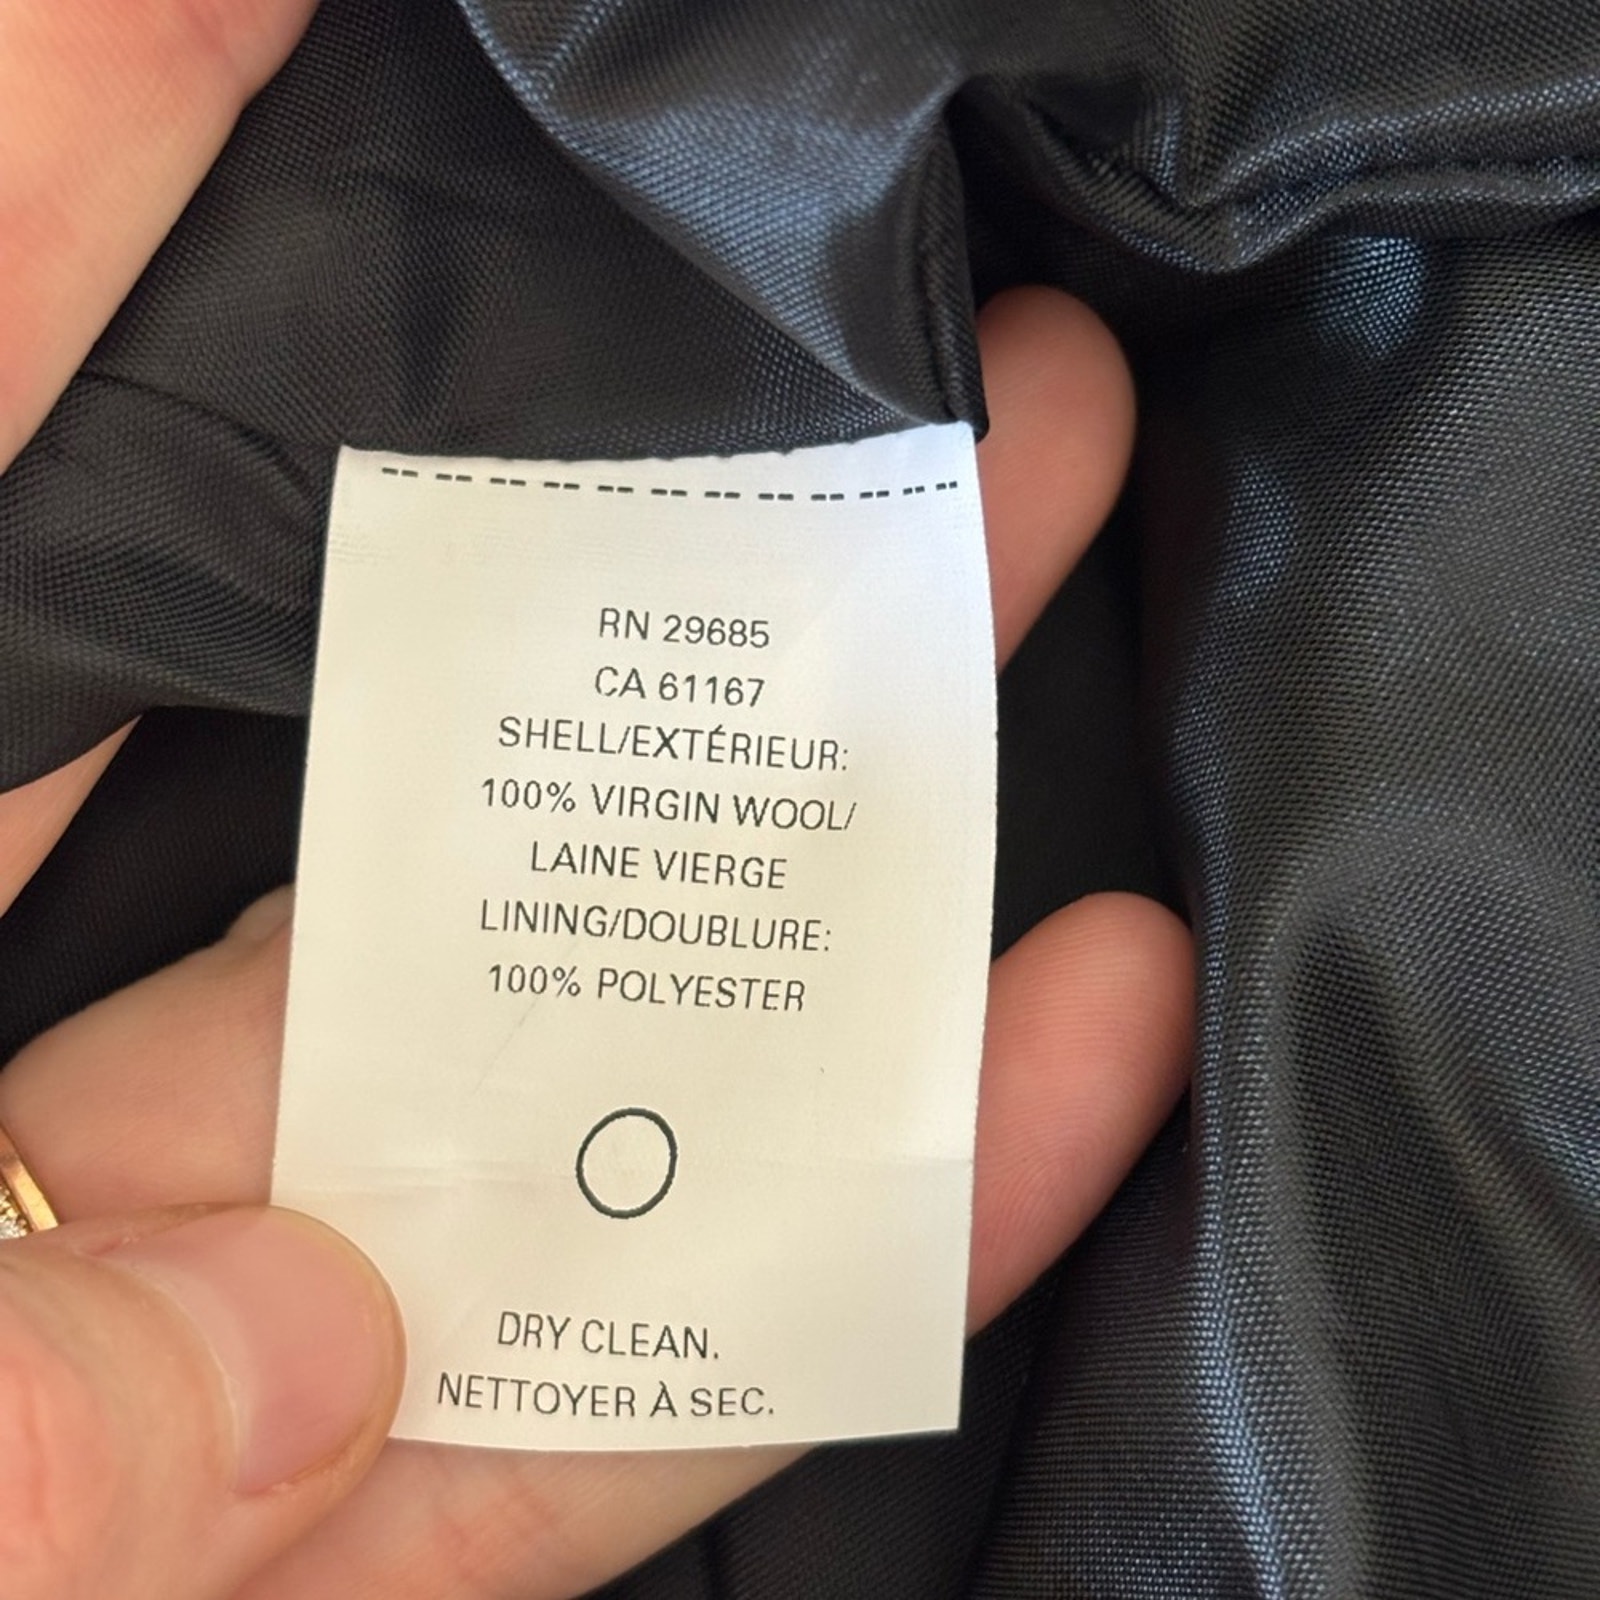 RN 29685
CA 61167
SHELL/EXTÉRIEUR:
100% VIRGIN WOOL/
LAINE VIERGE
LINING/DOUBLURE:
100% POLYESTER
DRY CLEAN.
NETTOYER À SEC.